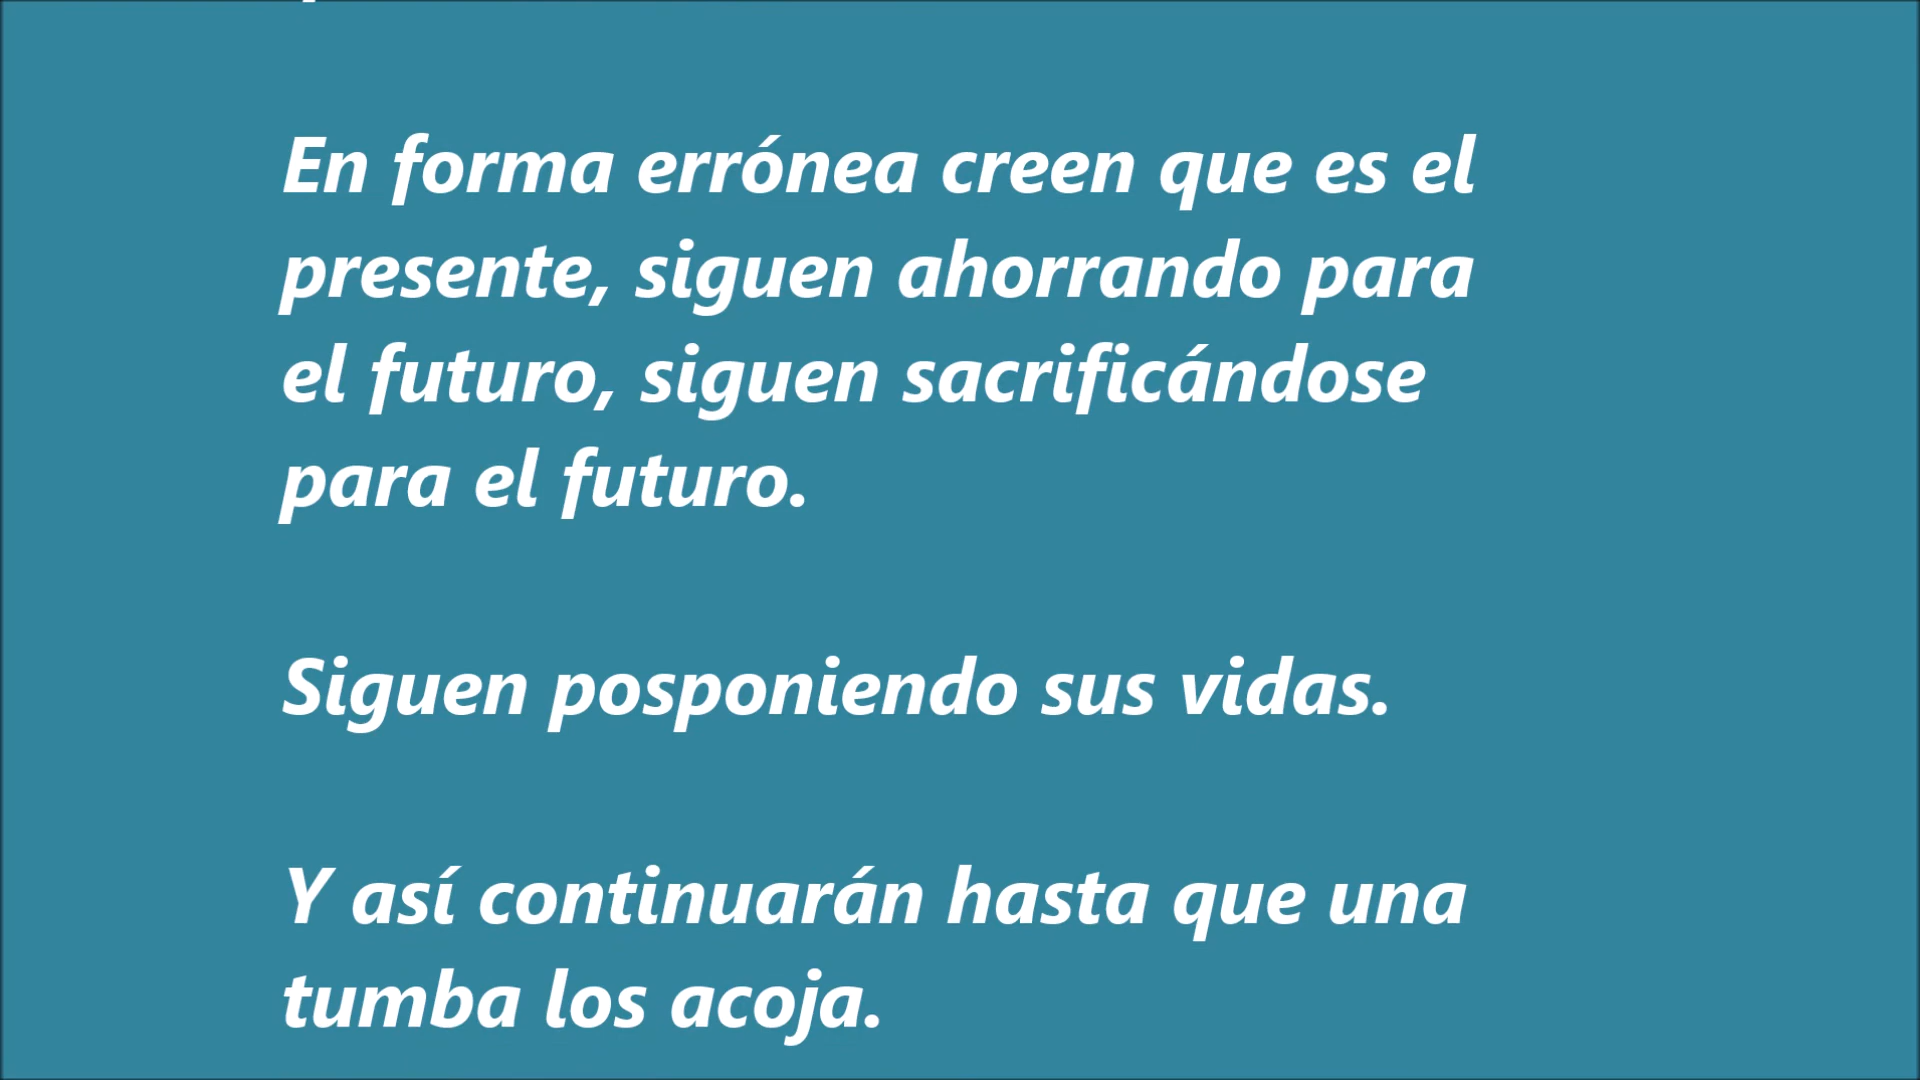 En forma errónea creen que es el
presente, siguen ahorrando para
el futuro, siguen sacrificándose
para el futuro.
Siguen posponiendo sus vidas.
Y así continuarán hasta que una
tumba los acoja.